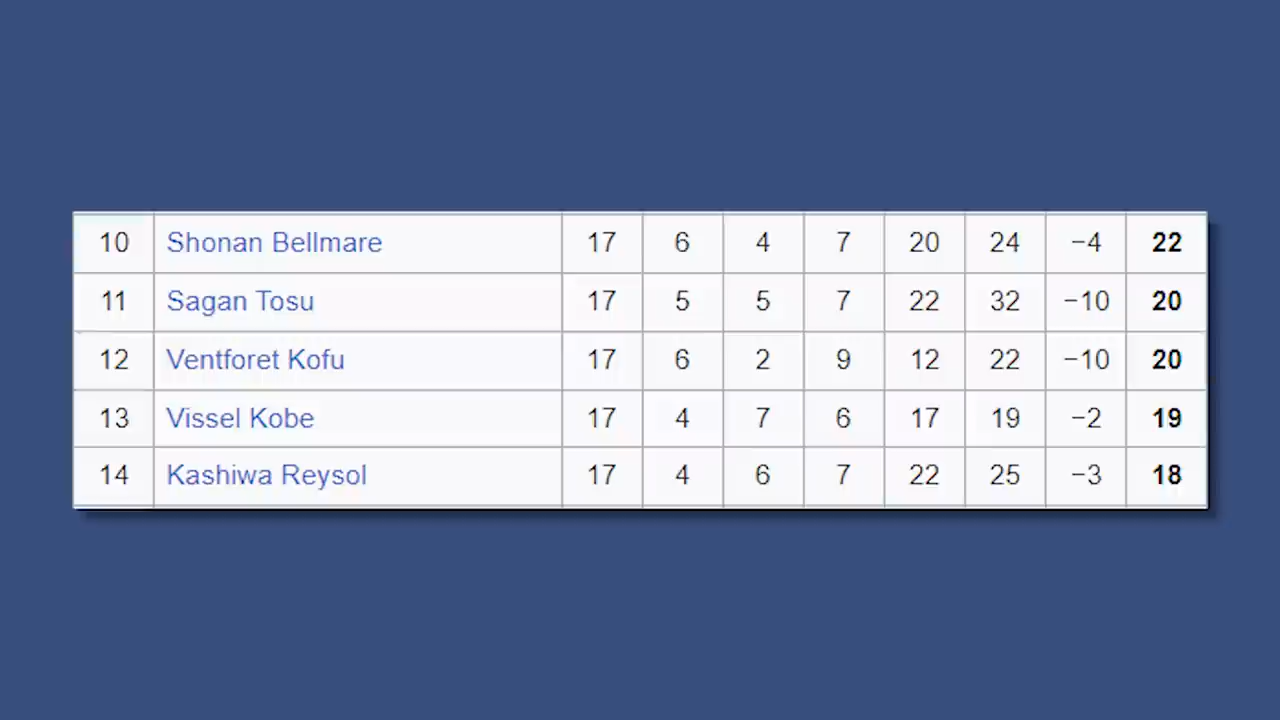 10 Shonan Bellmare 17 6 4 7 20 24 −4 22
11 Sagan Tosu 17 5 5 7 22 32 −10 20
12 Ventforet Kofu 17 6 2 9 12 22 −10 20
13 Vissel Kobe 17 4 7 6 17 19 −2 19
14 Kashiwa Reysol 17 4 6 7 22 25 −3 18